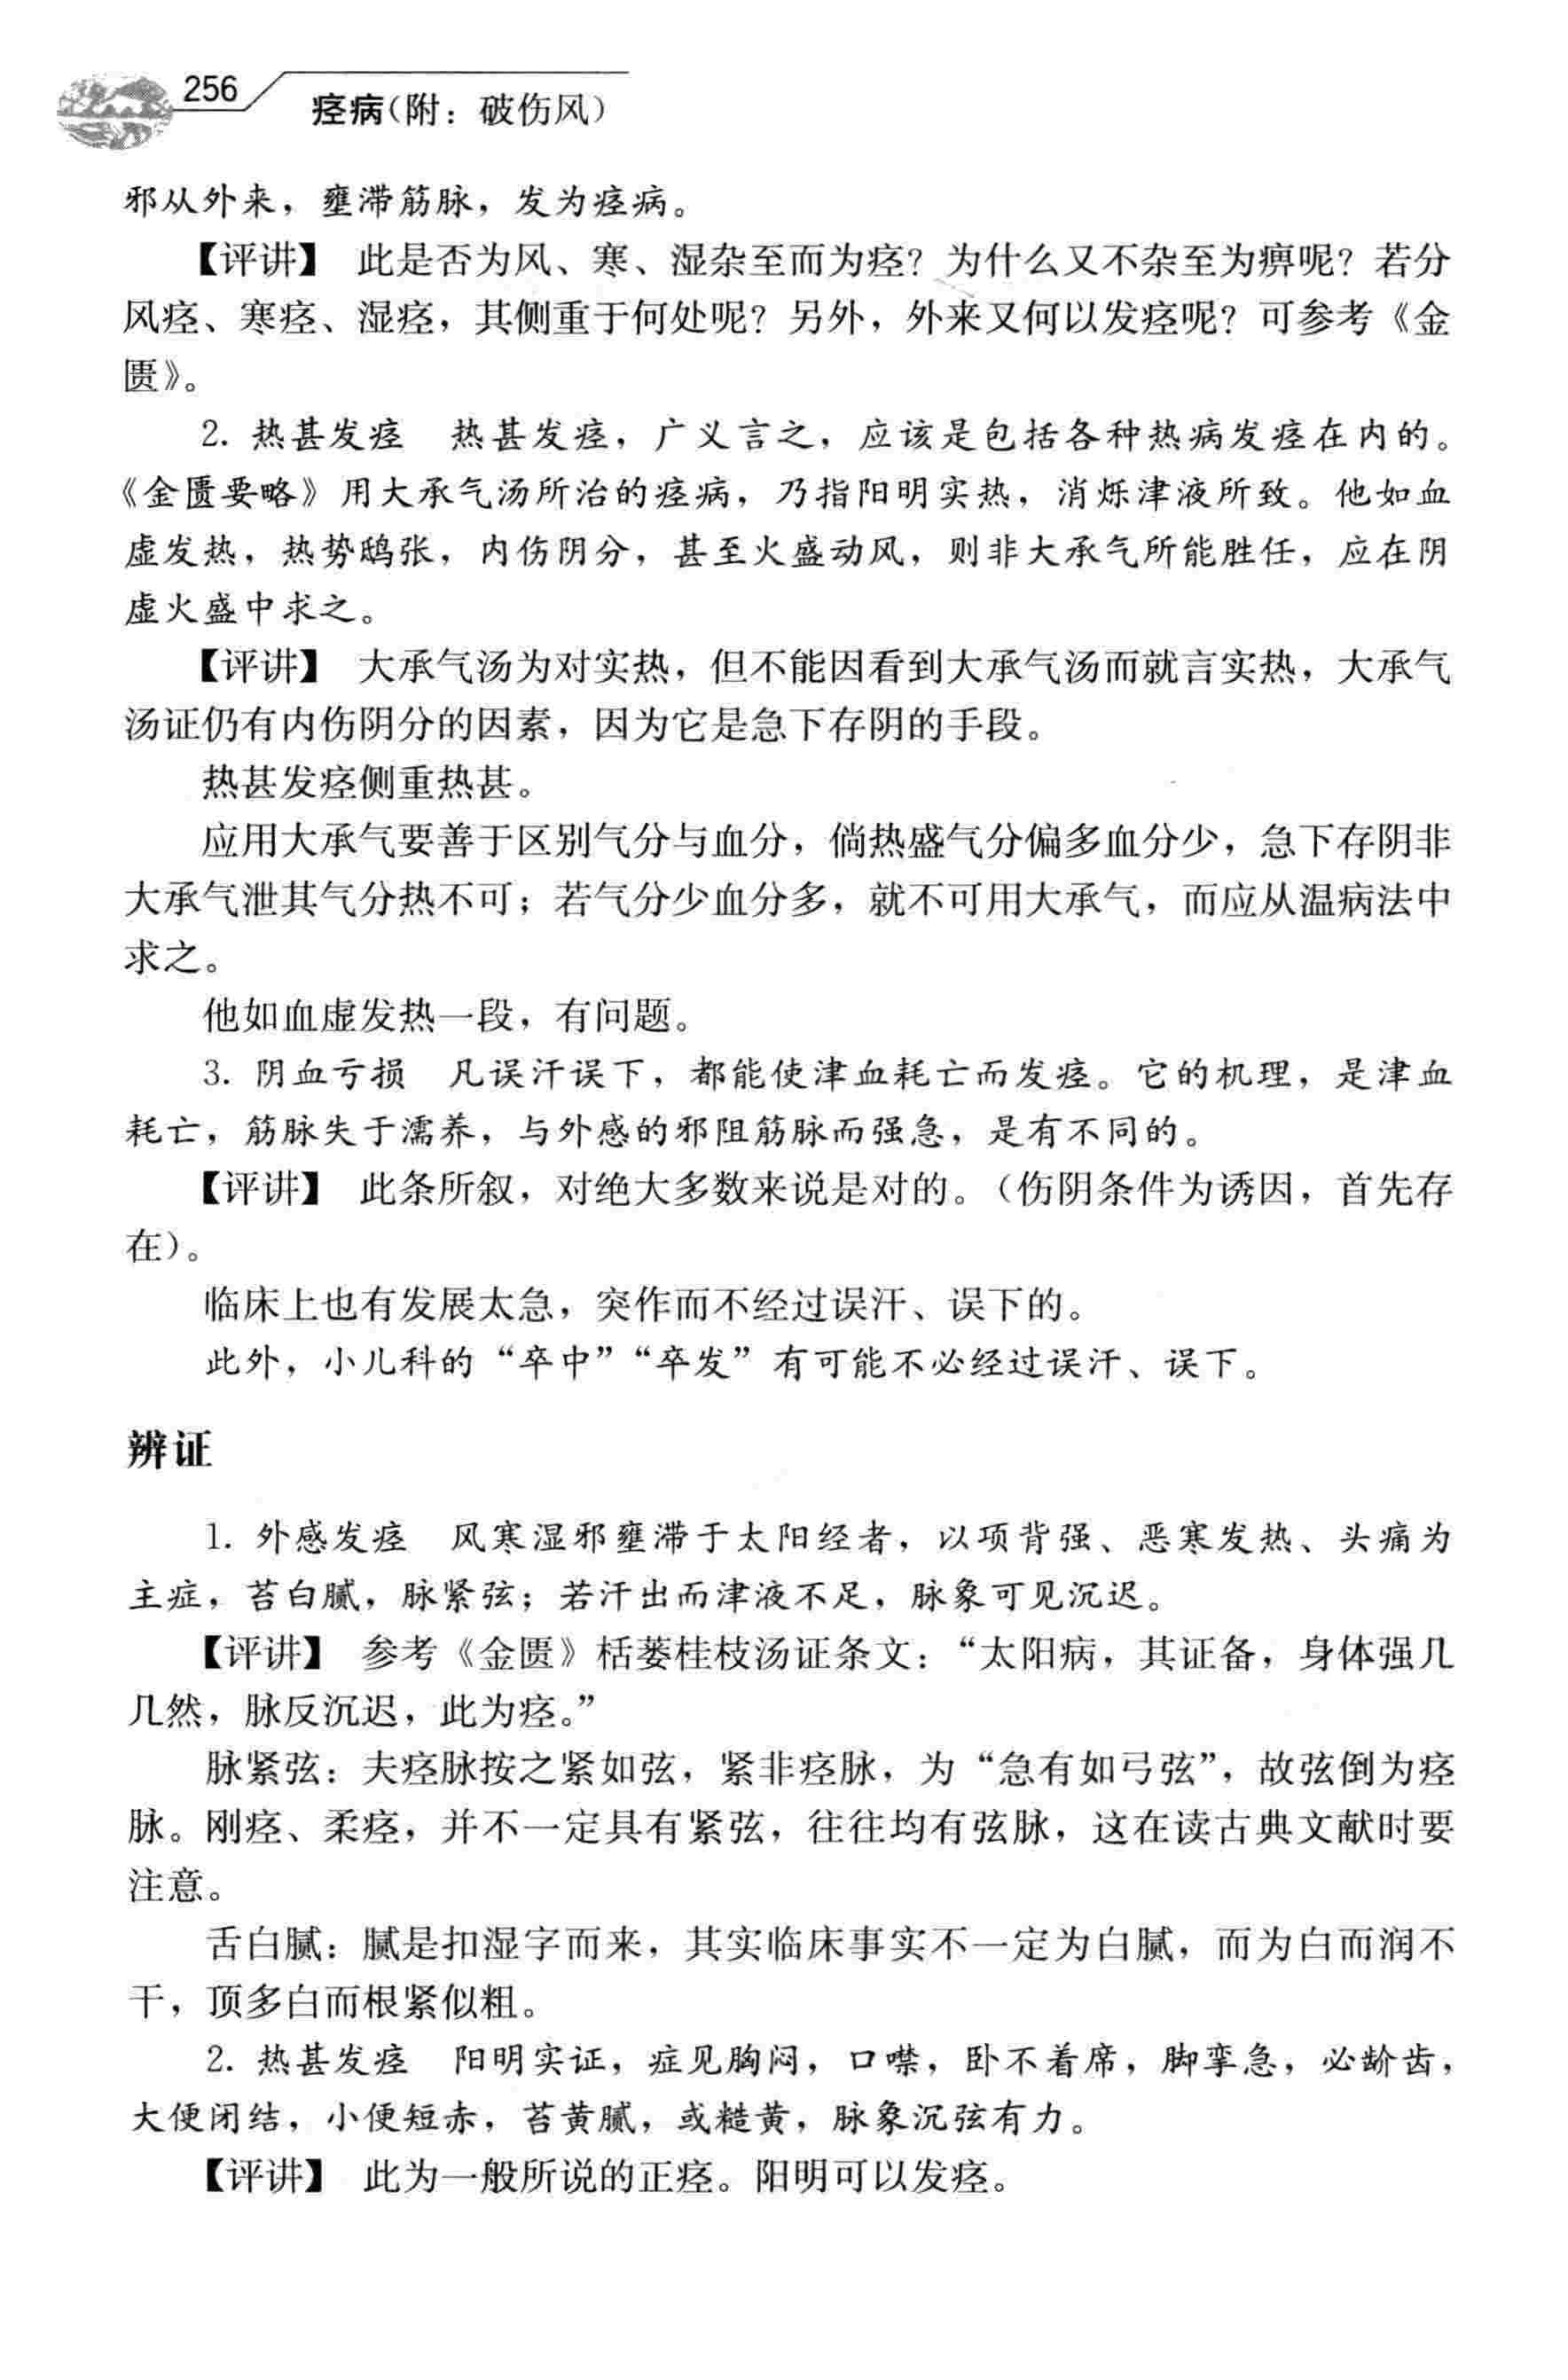 256
痉病（附：破伤风）
邪从外来，壅滞筋脉，发为痉病。
【评讲】 此是否为风、寒、湿杂至而为痉？为什么又不杂至为痹呢？若分
风痉、寒痉、湿痉，其侧重于何处呢？另外，外来又何以发痉呢？可参考《金
匮》。
2. 热甚发痉 热甚发痉，广义言之，应该是包括各种热病发痉在内的。
《金匮要略》用大承气汤所治的痉病，乃指阳明实热，消烁津液所致。他如血
虚发热，热势鸱张，内伤阴分，甚至火盛动风，则非大承气所能胜任，应在阴
虚火盛中求之。
【评讲】 大承气汤为对实热，但不能因看到大承气汤而就言实热，大承气
汤证仍有内伤阴分的因素，因为它是急下存阴的手段。
热甚发痉侧重热甚。
应用大承气要善于区别气分与血分，倘热盛气分偏多血分少，急下存阴非
大承气泄其气分热不可；若气分少血分多，就不可用大承气，而应从温病法中
求之。
他如血虚发热一段，有问题。
3. 阴血亏损 凡误汗误下，都能使津血耗亡而发痉。它的机理，是津血
耗亡，筋脉失于濡养，与外感的邪阻筋脉而强急，是有不同的。
【评讲】 此条所叙，对绝大多数来说是对的。（伤阴条件为诱因，首先存
在）。
临床上也有发展太急，突作而不经过误汗、误下的。
此外，小儿科的“卒中”“卒发”有可能不必经过误汗、误下。
辨证
1. 外感发痉 风寒湿邪壅滞于太阳经者，以项背强、恶寒发热、头痛为
主症，苔白腻，脉紧弦；若汗出而津液不足，脉象可见沉迟。
【评讲】 参考《金匮》栝蒌桂枝汤证条文：“太阳病，其证备，身体强几
几然，脉反沉迟，此为痉。”
脉紧弦：夫痉脉按之紧如弦，紧非痉脉，为“急有如弓弦”，故弦倒为痉
脉。刚痉、柔痉，并不一定具有紧弦，往往均有弦脉，这在读古典文献时要
注意。
舌白腻：腻是扣湿字而来，其实临床事实不一定为白腻，而为白而润不
干，顶多白而根紧似粗。
2. 热甚发痉 阳明实证，症见胸闷，口噤，卧不着席，脚挛急，必龂齿，
大便闭结，小便短赤，苔黄腻，或糙黄，脉象沉弦有力。
【评讲】 此为一般所说的正痉。阳明可以发痉。